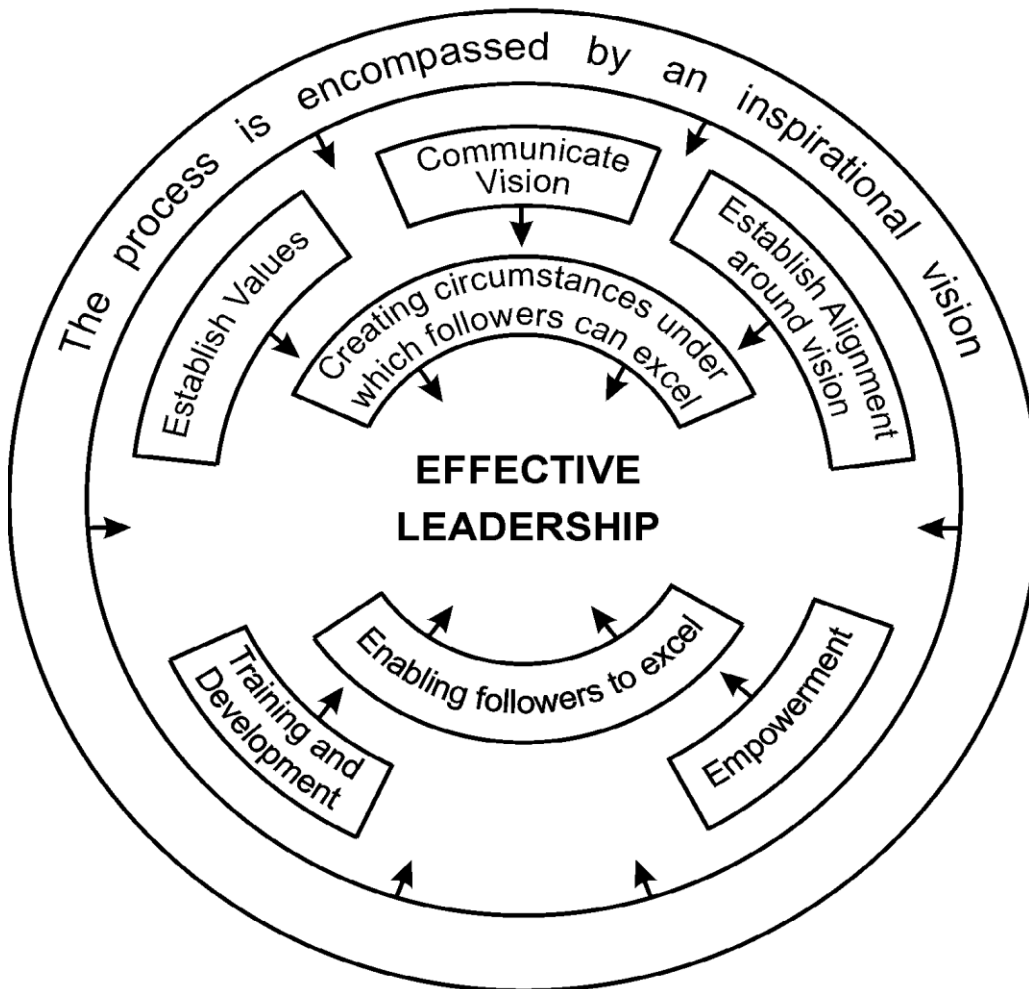 The process is encompassed by an inspirational vision
Communicate
Vision
Establish Values
Establish Alignment
around vision
Creating circumstances under
which followers can excel
EFFECTIVE
LEADERSHIP
Enabling followers to excel
Training and
Development
Empowerment